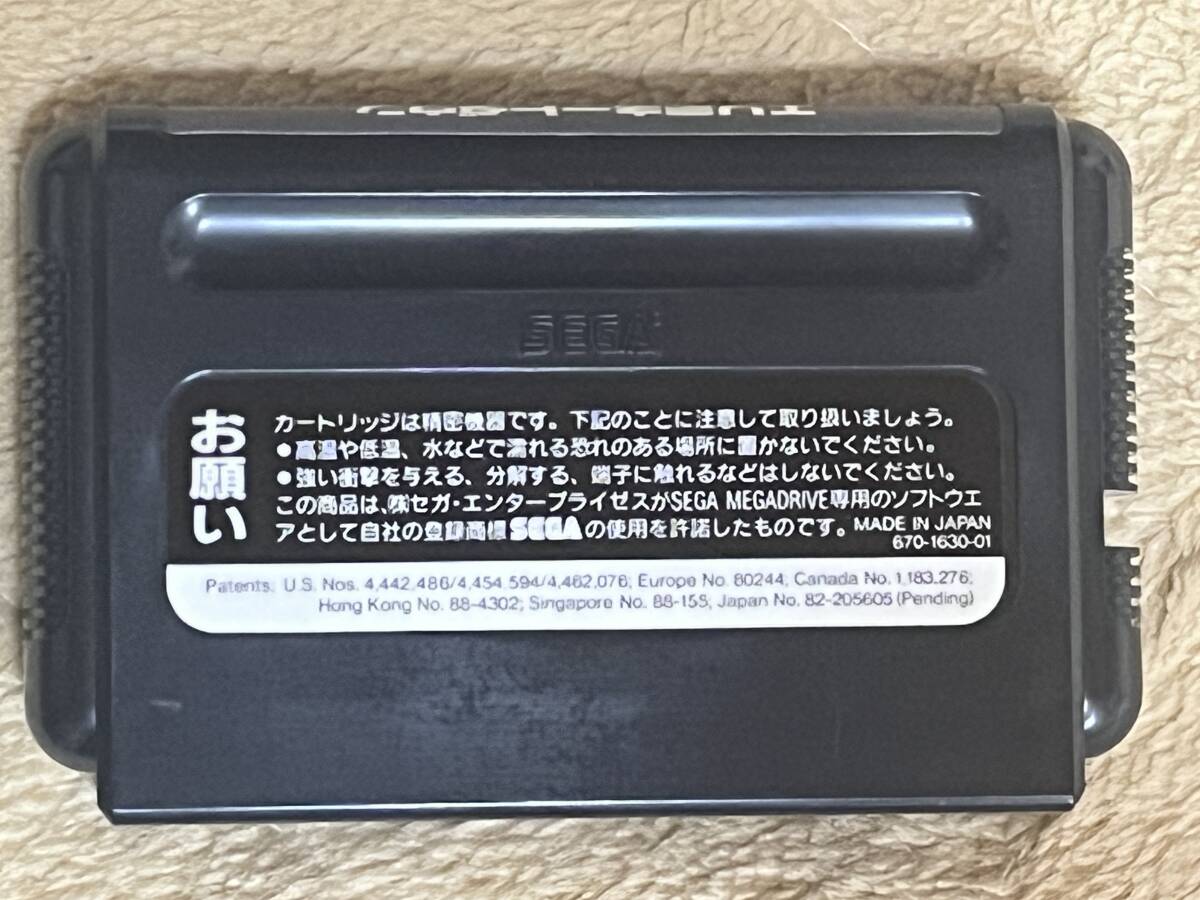 SEGA
お願い
カートリッジは精密機器です。下記のことに注意して取り扱いましょう。
●高温や低温、水などで濡れる恐れのある場所に置かないでください。
●強い衝撃を与える、分解する、端子に触れるなどはしないでください。
この商品は、㈱セガ・エンタープライゼスがSEGA MEGADRIVE専用のソフトウエ
アとして自社の登録商標SEGAの使用を許諾したものです。 MADE IN JAPAN
670-1630-01
Patents: U.S. Nos. 4,442,486/4,454,594/4,462,076; Europe No. 80244; Canada No. 1,183,276;
Hong Kong No. 88-4302; Singapore No. 88-155; Japan No. 82-205605 (Pending)